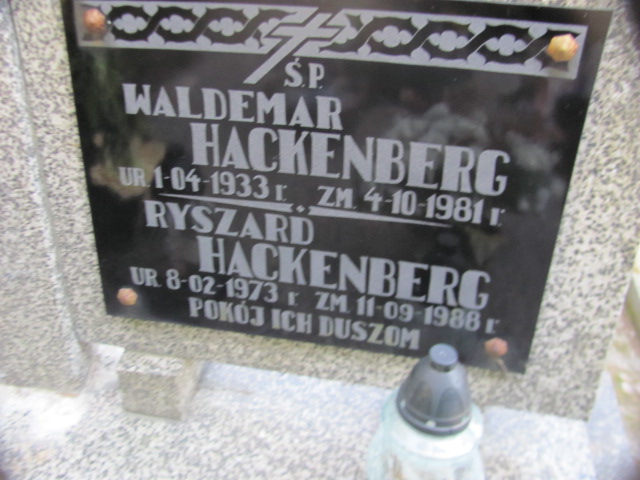 Ś.P.
WALDEMAR
HACKENBERG
UR. 1-04-1933 r. ZM. 4-10-1981 r.
RYSZARD
HACKENBERG
UR. 8-02-1973 r. ZM. 11-09-1988 r.
POKÓJ ICH DUSZOM